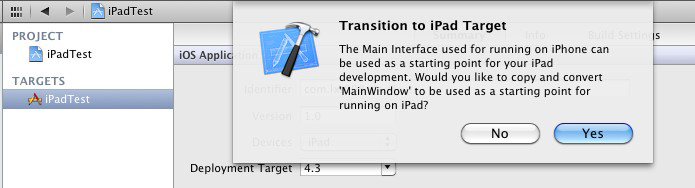 iPadTest
PROJECT
iPadTest
TARGETS
iPadTest
Summary Info Build Settings
iOS Applica
Identifier com.
Version 1.0
Devices iPad
Deployment Target 4.3
Transition to iPad Target
The Main Interface used for running on iPhone can
be used as a starting point for your iPad
development. Would you like to copy and convert
'MainWindow' to be used as a starting point for
running on iPad?
No Yes